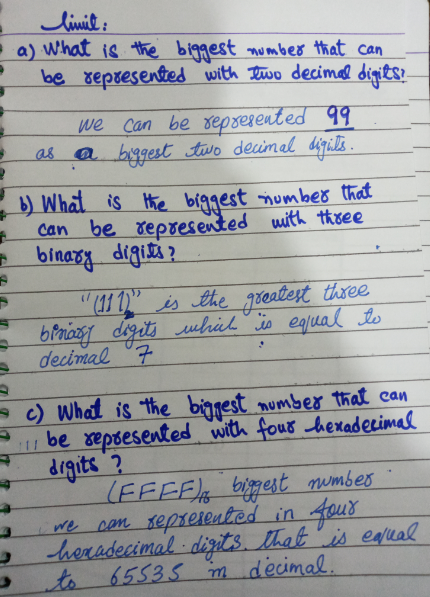 limit:
a) What is the biggest number that can
be represented with two decimal digits?
We can be represented 99
as a biggest two decimal digits.
b) What is the biggest number that
can be represented with three
binary digits?
"(111)₂" is the greatest three
binary digits which is equal to
decimal 7
c) What is the biggest number that can
be represented with four hexadecimal
digits ?
(FFFF)₁₆ biggest number
we can represented in four
hexadecimal digits. that is equal
to 65535 in decimal.